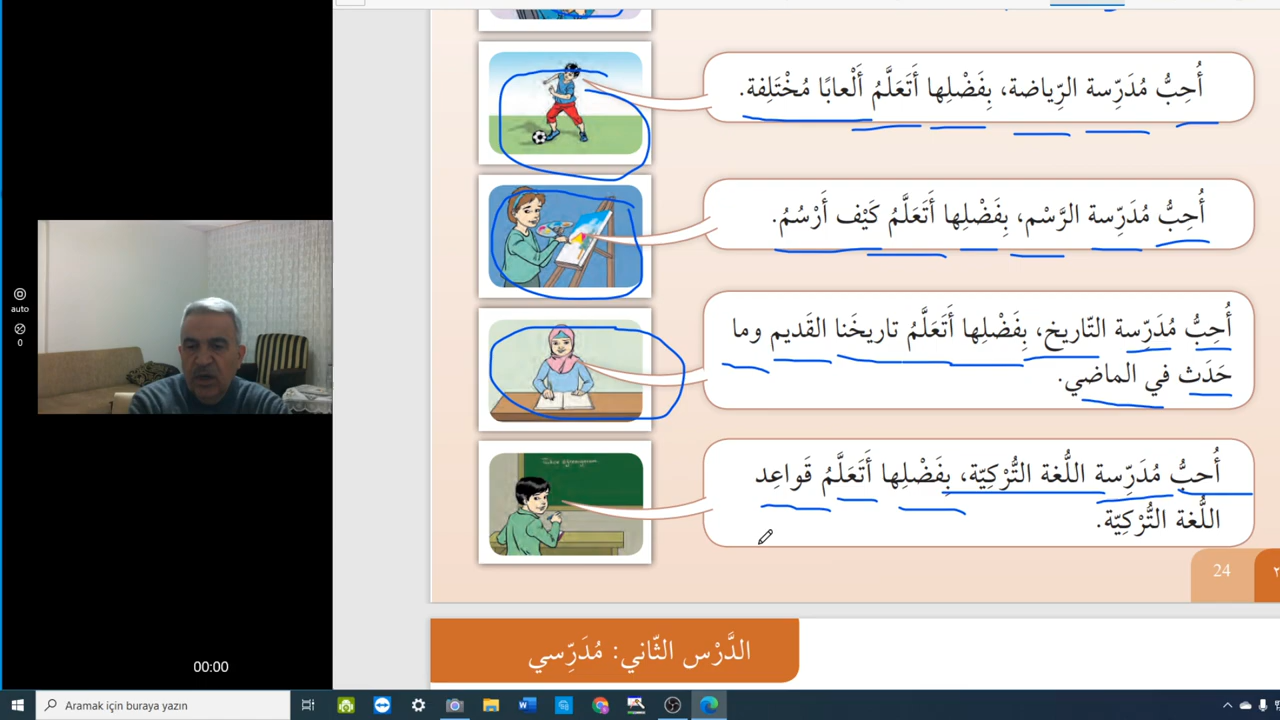 أُحِبُّ مُدَرِّسة الرِّياضة، بِفَضْلِها أَتَعَلَّمُ أَلْعابًا مُخْتَلِفة.
أُحِبُّ مُدَرِّسة الرَّسْم، بِفَضْلِها أَتَعَلَّمُ كَيْف أَرْسُمُ.
أُحِبُّ مُدَرِّسة التّاريخ، بِفَضْلِها أَتَعَلَّمُ تاريخَنا القَديم وما
حَدَث في الماضي.
أُحبُّ مُدَرِّسة اللُّغة التُّرْكِيّة، بِفَضْلِها أَتَعَلَّمُ قَواعِد
اللُّغة التُّرْكِيّة.
24
٢
الدَّرْس الثّاني: مُدَرِّسي
auto
0
00:00
Aramak için buraya yazın